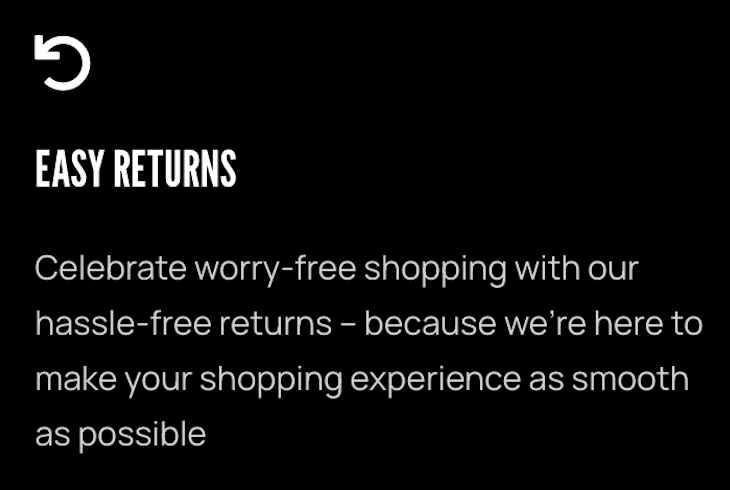 EASY RETURNS
Celebrate worry-free shopping with our
hassle-free returns – because we’re here to
make your shopping experience as smooth
as possible